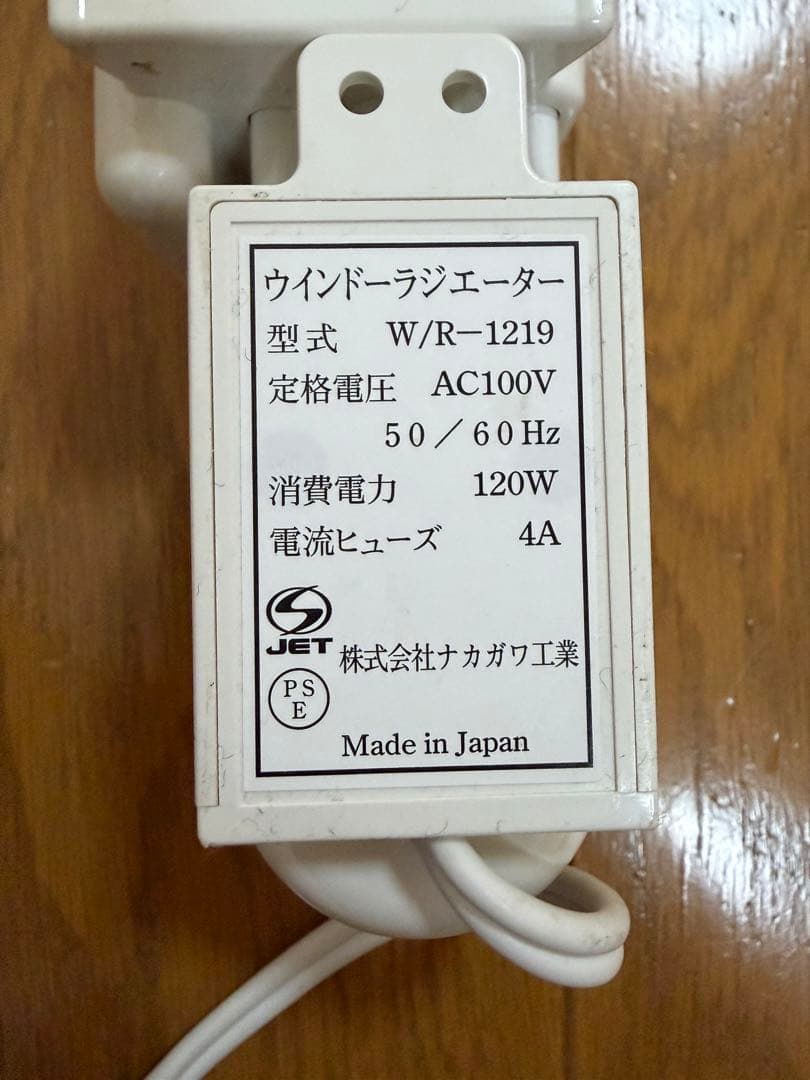 ウインドーラジエーター
型式 W/R-1219
定格電圧 AC100V
50/60Hz
消費電力 120W
電流ヒューズ 4A
JET
株式会社ナカガワ工業
PS
E
Made in Japan